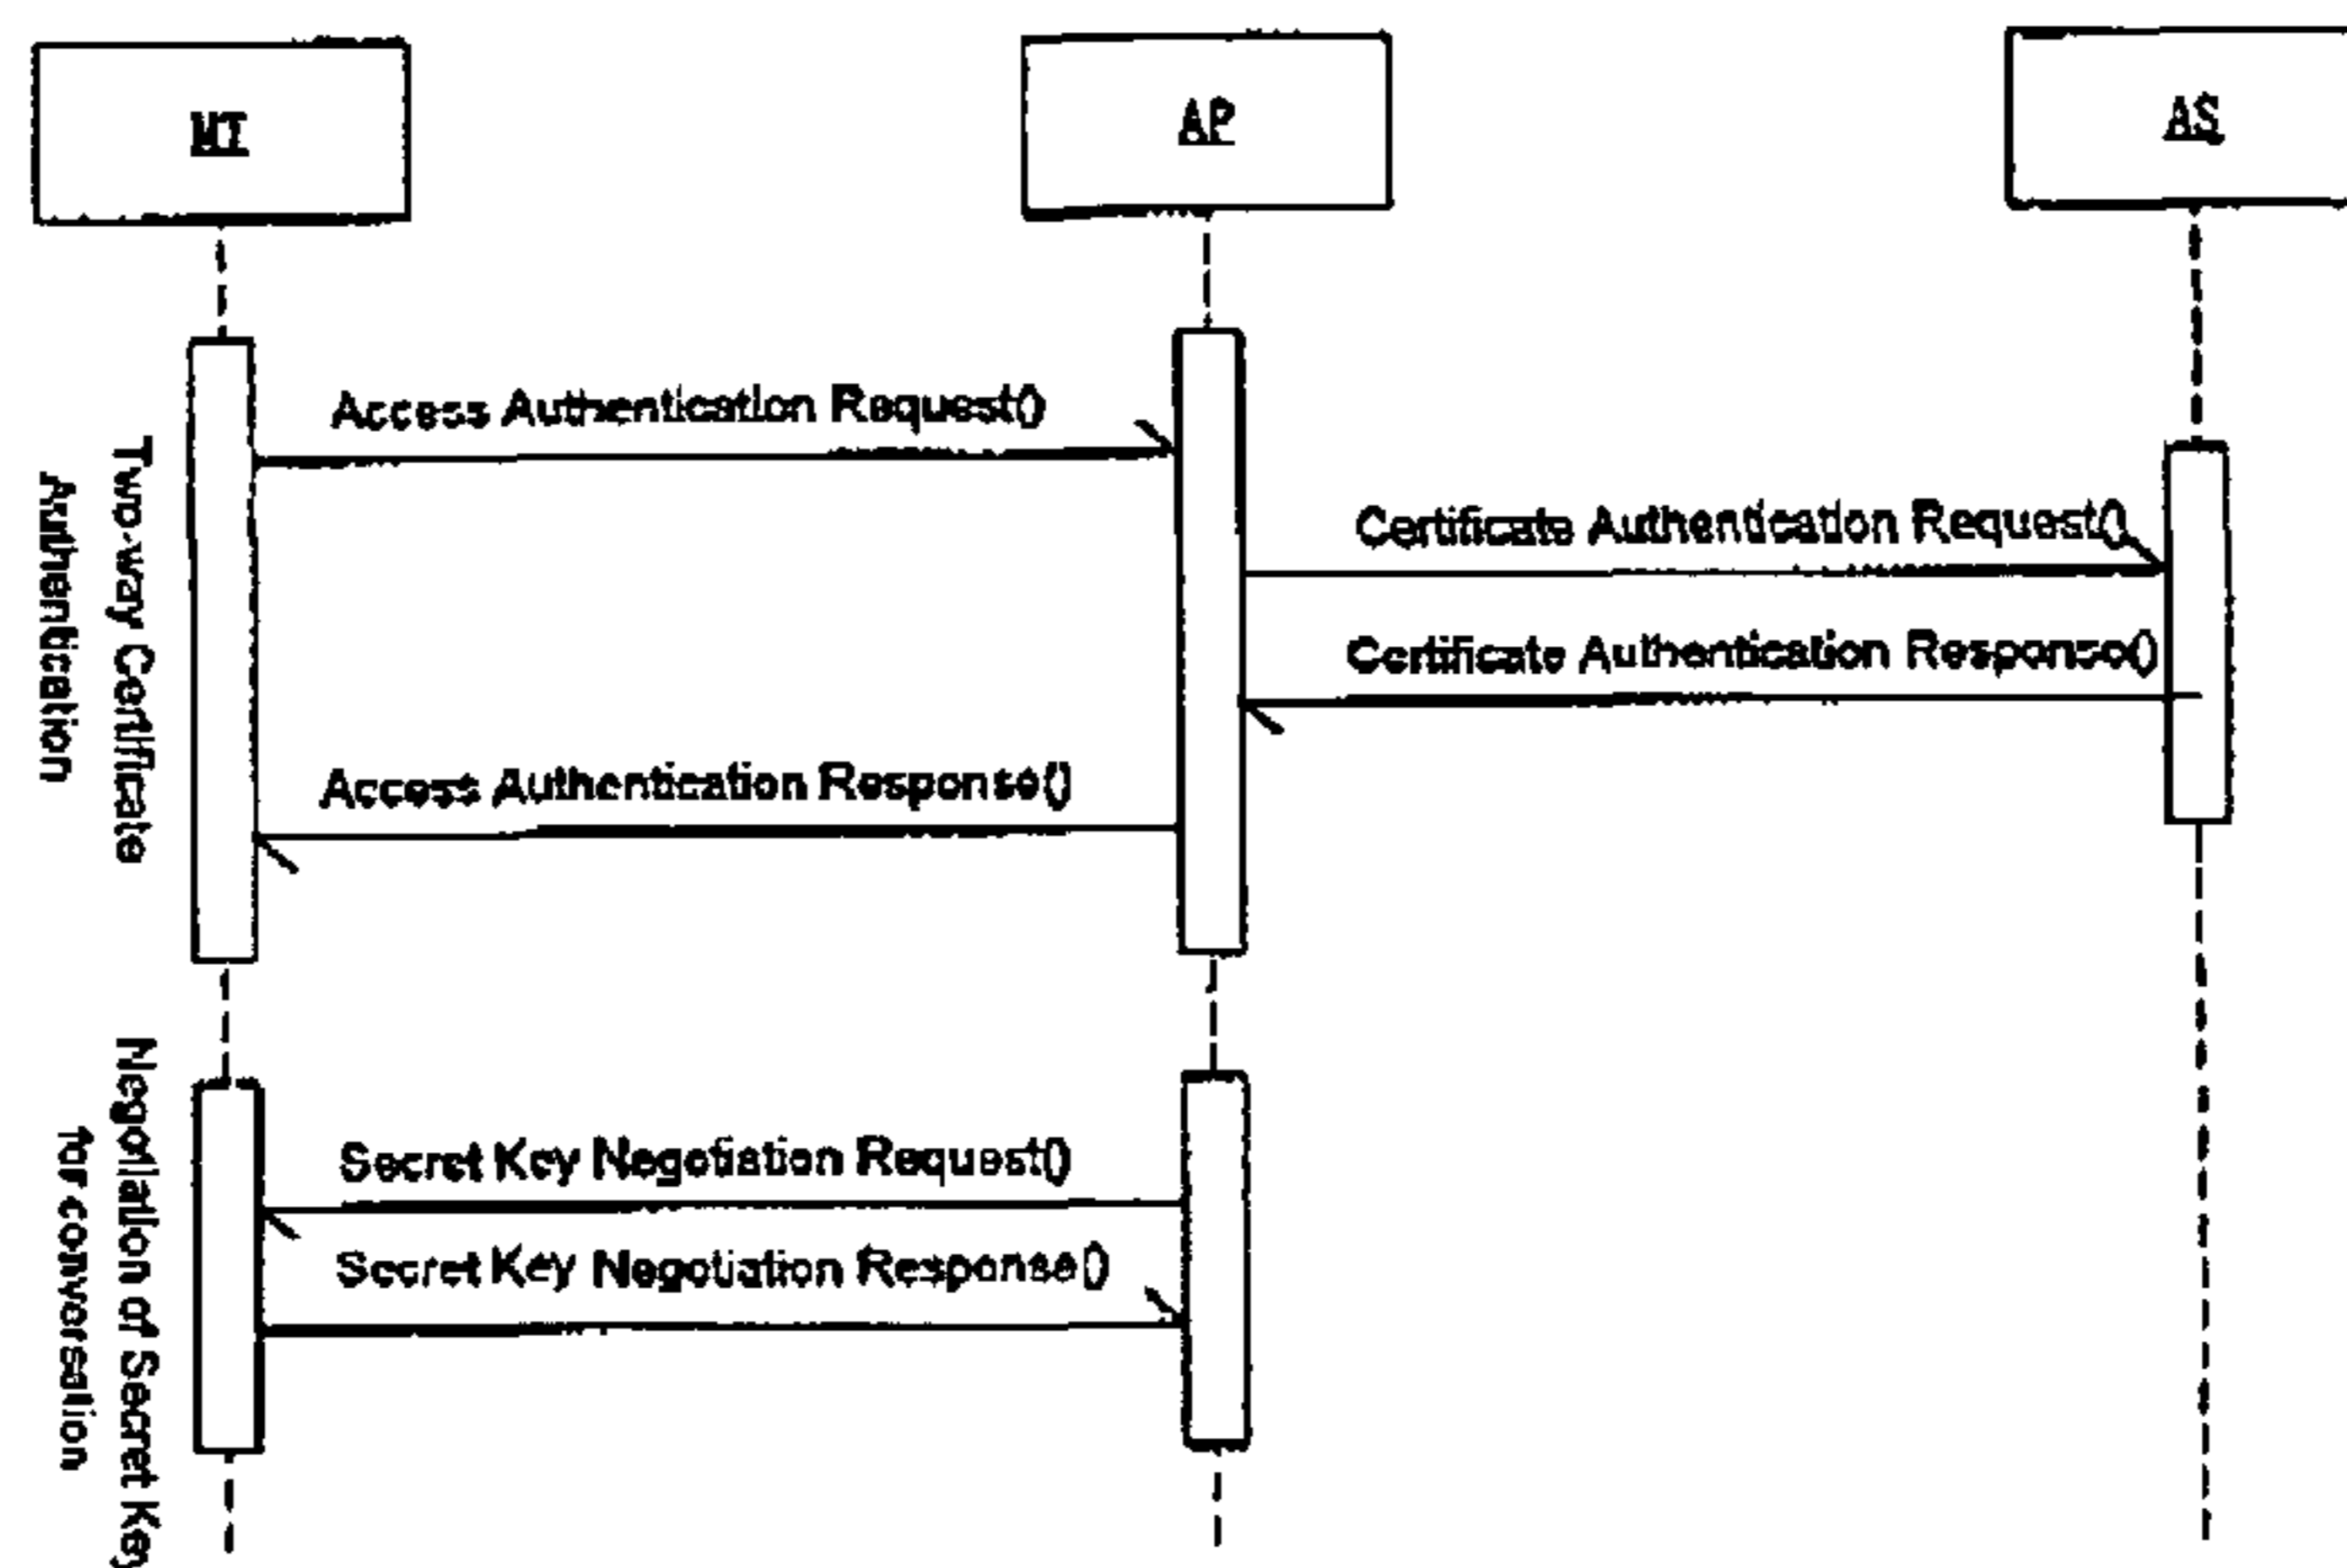 MT
AP
AS
Access Authentication Request()
Certificate Authentication Request()
Certificate Authentication Response()
Access Authentication Response()
Two-way Certificate
Authentication
Secret Key Negotiation Request()
Secret Key Negotiation Response()
Negotiation of Secret Key
for conversation